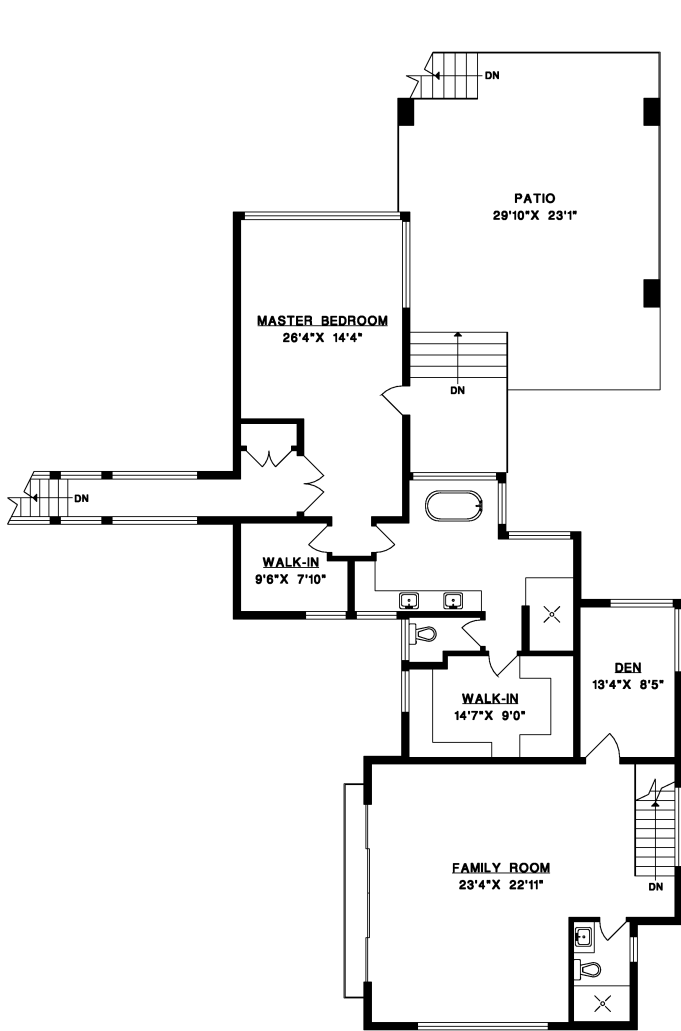 DN
PATIO
29'10"X 23'1"
MASTER BEDROOM
26'4"X 14'4"
DN
DN
WALK-IN
9'6"X 7'10"
DEN
13'4"X 8'5"
WALK-IN
14'7"X 9'0"
FAMILY ROOM
23'4"X 22'11"
DN